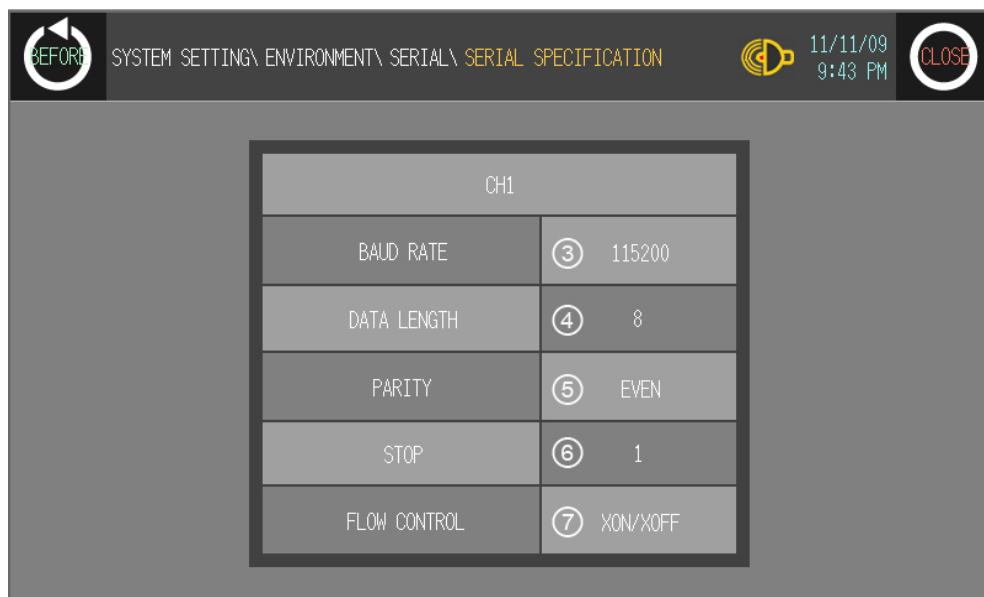 BEFORE SYSTEM SETTING\ ENVIRONMENT\ SERIAL\ SERIAL SPECIFICATION 11/11/09 CLOSE
9:43 PM
CH1
BAUD RATE ③ 115200
DATA LENGTH ④ 8
PARITY ⑤ EVEN
STOP ⑥ 1
FLOW CONTROL ⑦ XON/XOFF